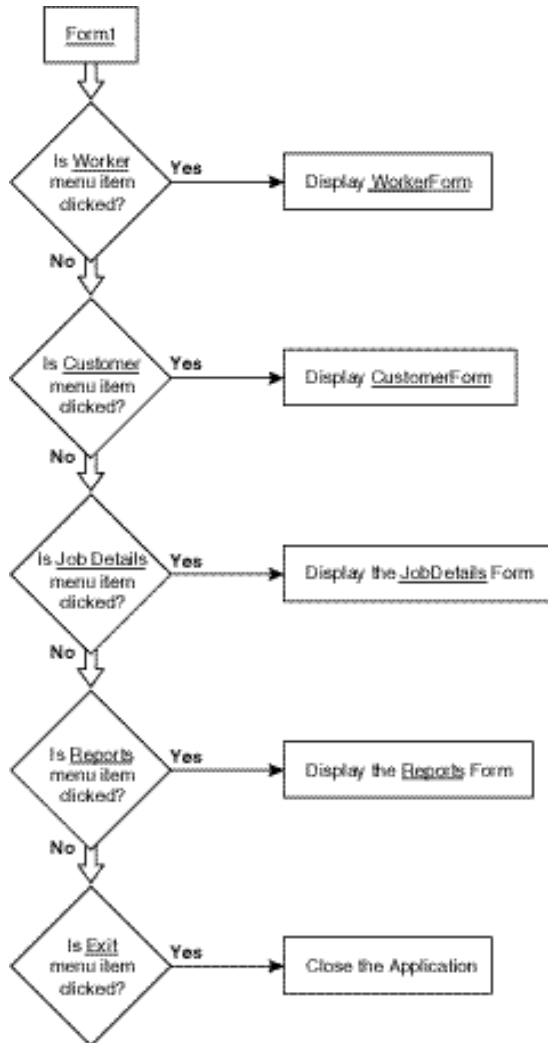 Form1
Is Worker
menu item
clicked?
Yes
Display WorkerForm
No
Is Customer
menu item
clicked?
Yes
Display CustomerForm
No
Is Job Details
menu item
clicked?
Yes
Display the JobDetails Form
No
Is Reports
menu item
clicked?
Yes
Display the Reports Form
No
Is Exit
menu item
clicked?
Yes
Close the Application